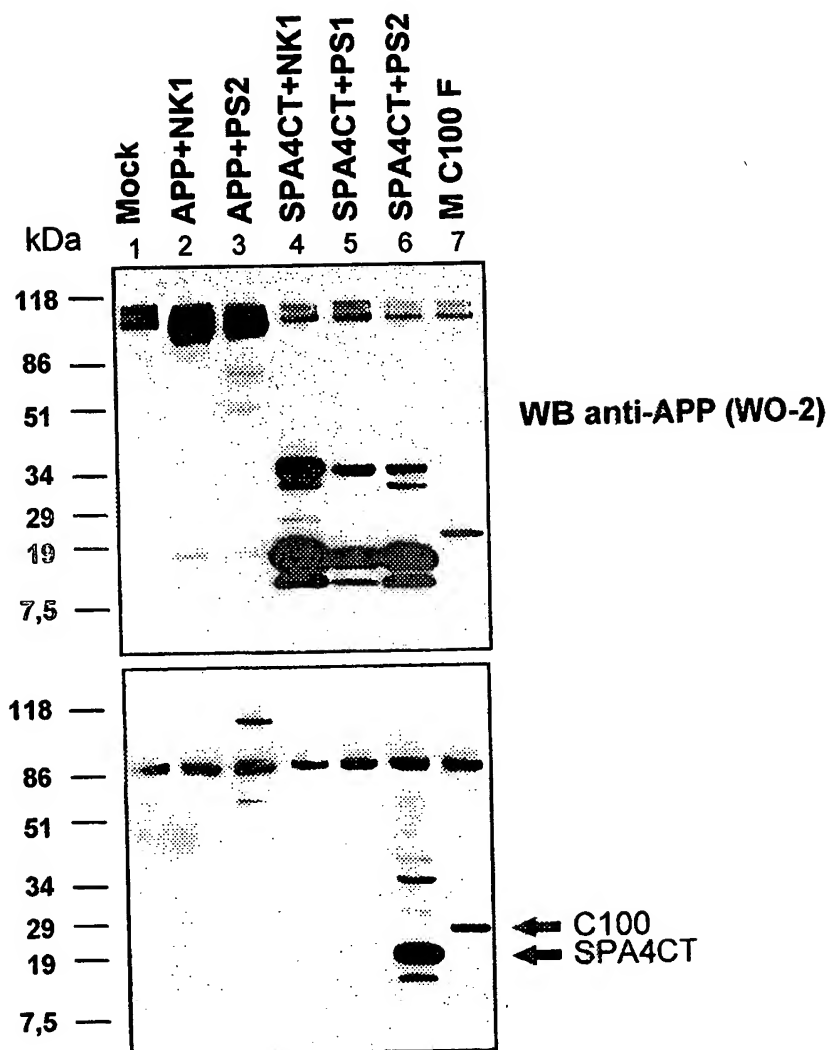 Mock
APP+NK1
APP+PS2
SPA4CT+NK1
SPA4CT+PS1
SPA4CT+PS2
M C100 F
kDa 1 2 3 4 5 6 7
118
86
51
34
29
19
7,5
WB anti-APP (WO-2)
118
86
51
34
29
19
7,5
C100
SPA4CT